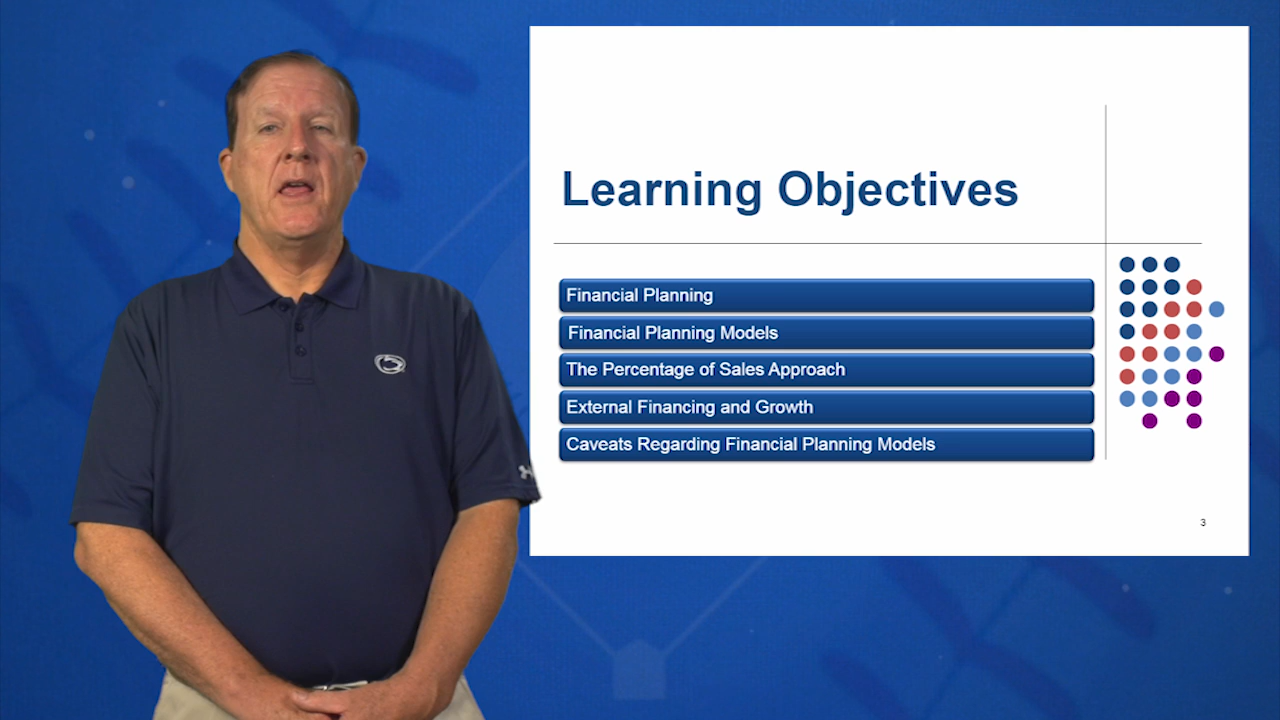 Learning Objectives
Financial Planning
Financial Planning Models
The Percentage of Sales Approach
External Financing and Growth
Caveats Regarding Financial Planning Models
3